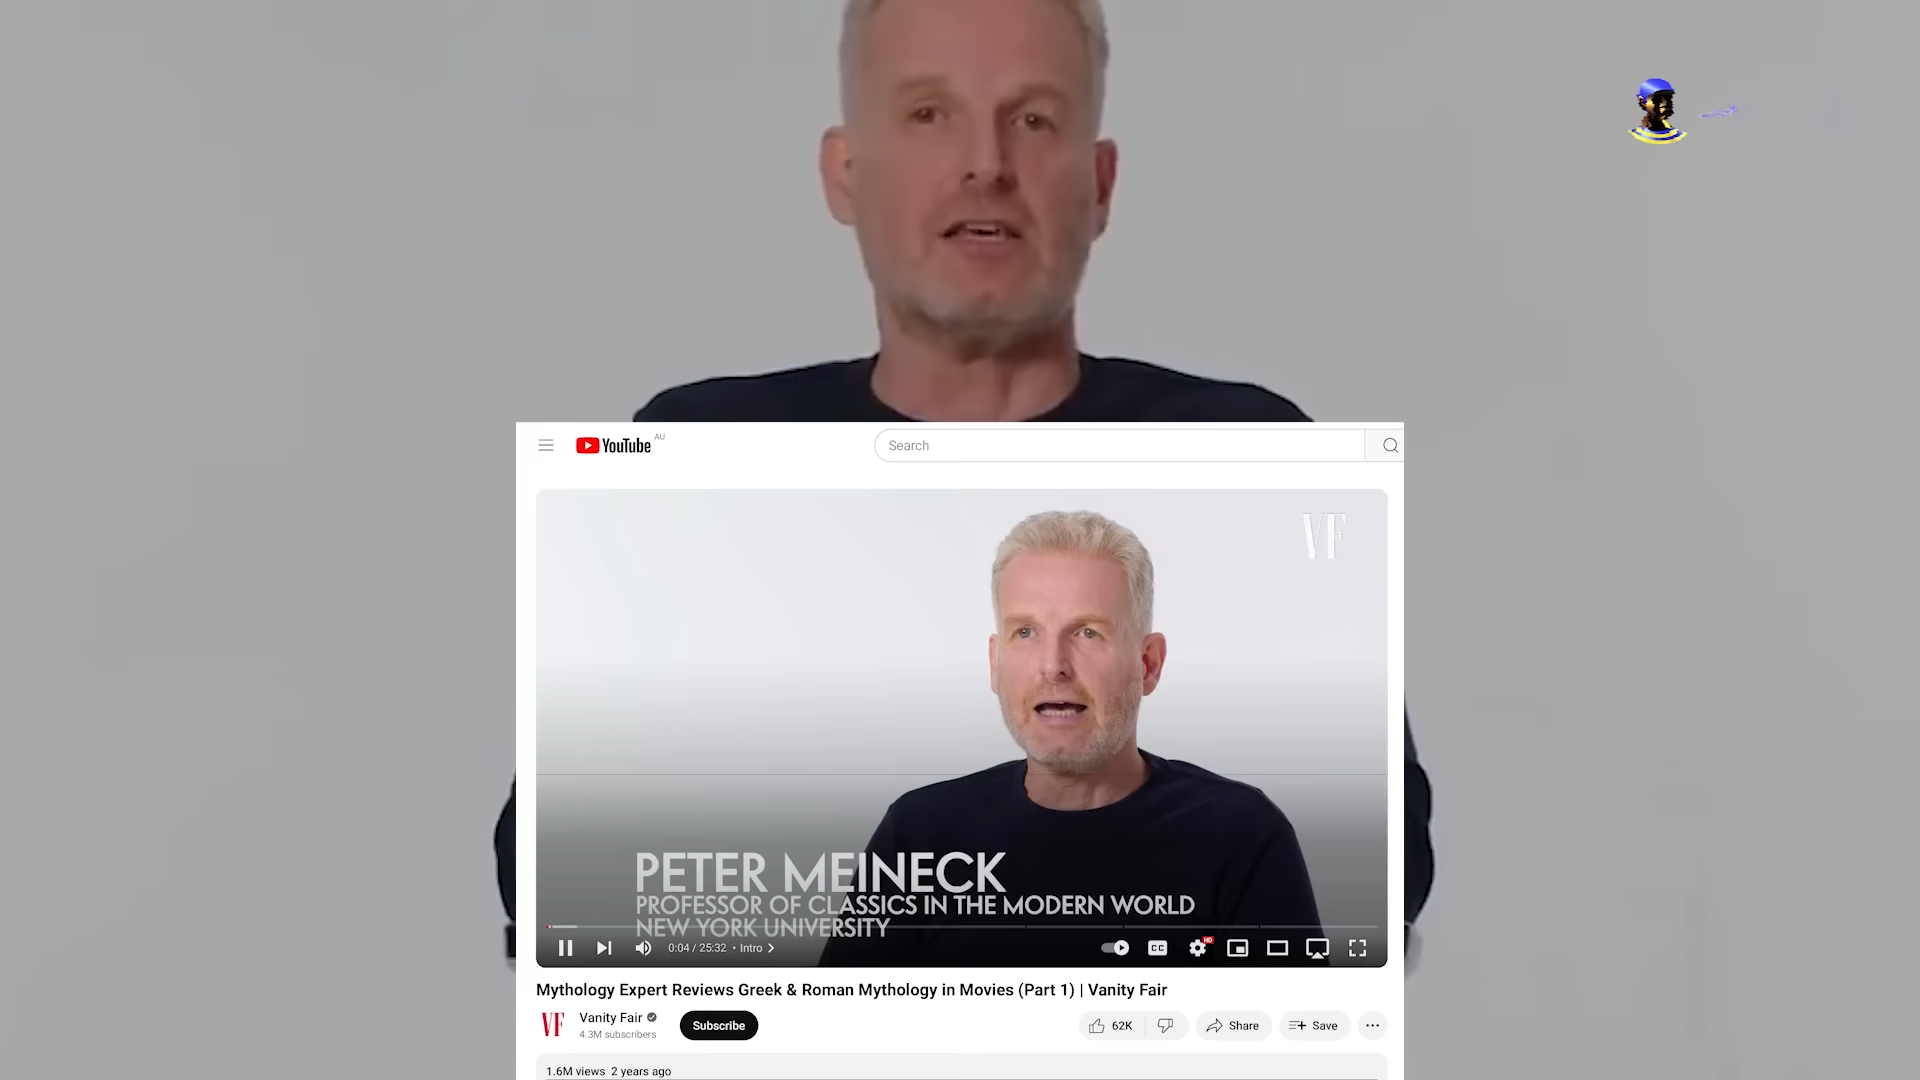 YouTube AU
Search
VF
PETER MEINECK
PROFESSOR OF CLASSICS IN THE MODERN WORLD
NEW YORK UNIVERSITY
0:04 / 25:32 • Intro
CC
HD
Mythology Expert Reviews Greek & Roman Mythology in Movies (Part 1) | Vanity Fair
VF
Vanity Fair
4.3M subscribers
Subscribe
62K
Share
Save
1.6M views 2 years ago